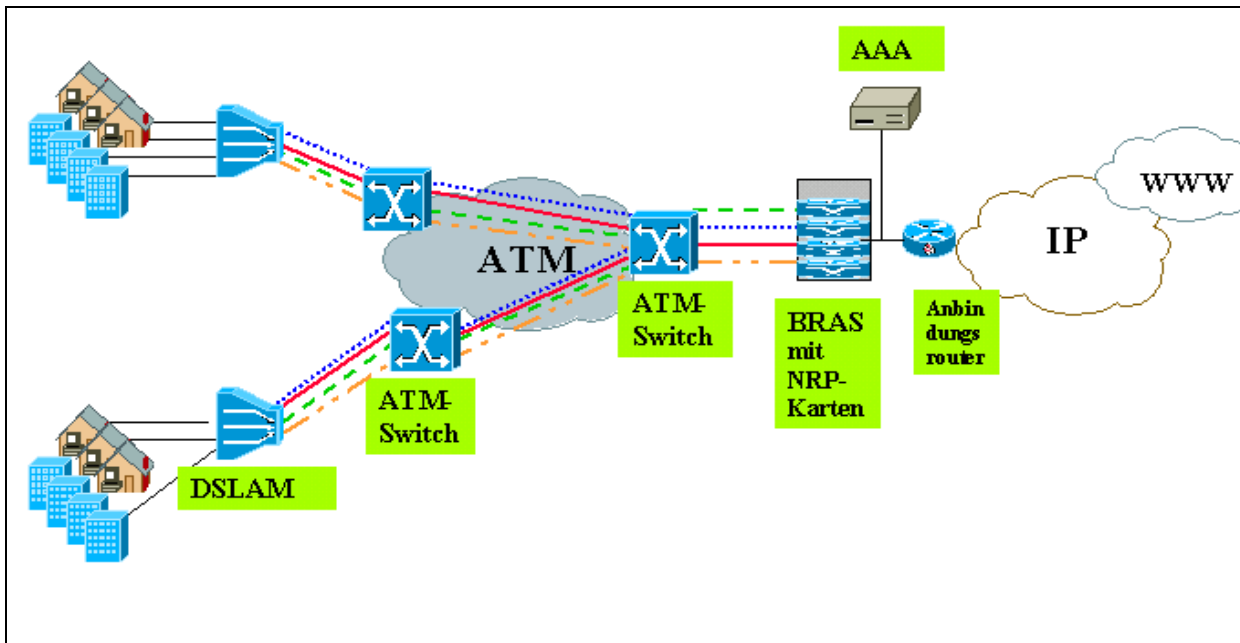 AAA
WWW
IP
ATM
ATM-
Switch
BRAS
mit
NRP-
Karten
Anbin
dungs
router
ATM-
Switch
DSLAM